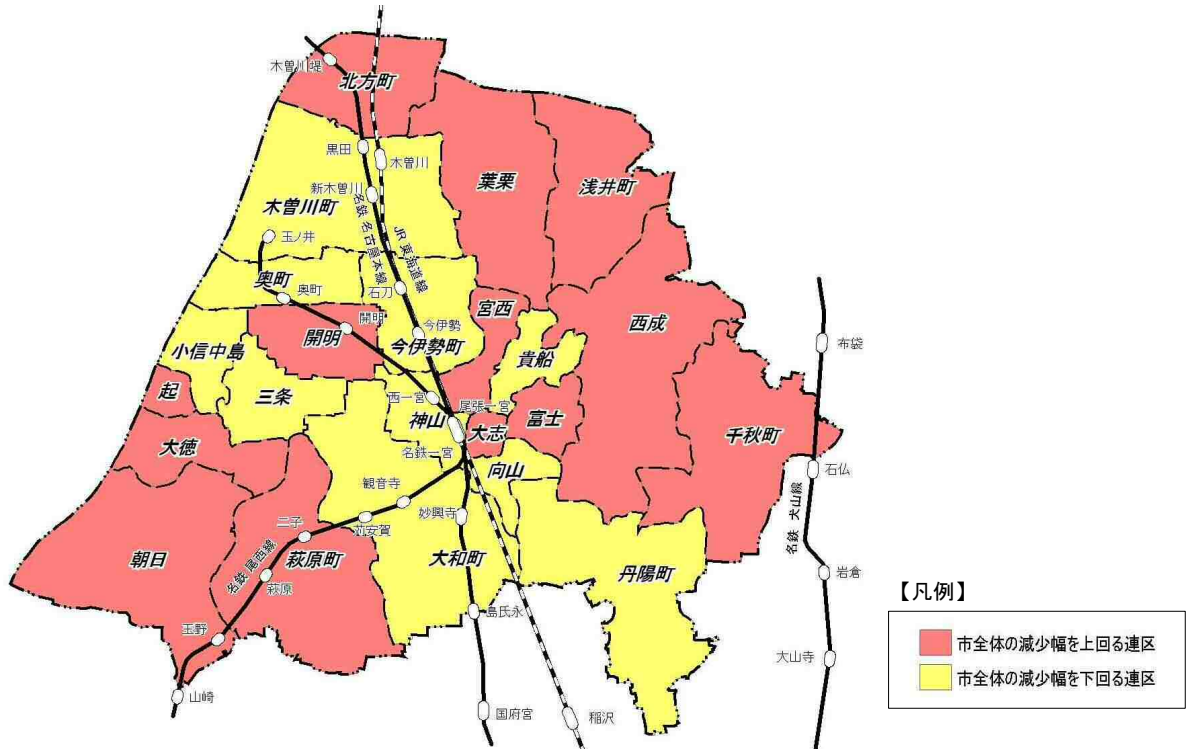 木曽川堤
北方町
黒田
木曽川
葉栗
浅井町
新木曽川
木曽川町
名鉄 名古屋本線
JR 東海道線
玉ノ井
奥町
奥町
石刀
開明
宮西
西成
今伊勢
布袋
小信中島
開明
今伊勢町
貴船
起
三条
西一宮
尾張一宮
富士
神山
大志
千秋町
大徳
名鉄一宮
向山
石仏
観音寺
名鉄 犬山線
二子
苅安賀
妙興寺
朝日
名鉄 尾西線
萩原町
大和町
丹陽町
萩原
岩倉
島氏永
【凡例】
玉野
市全体の減少幅を上回る連区
大山寺
市全体の減少幅を下回る連区
山崎
国府宮
稲沢